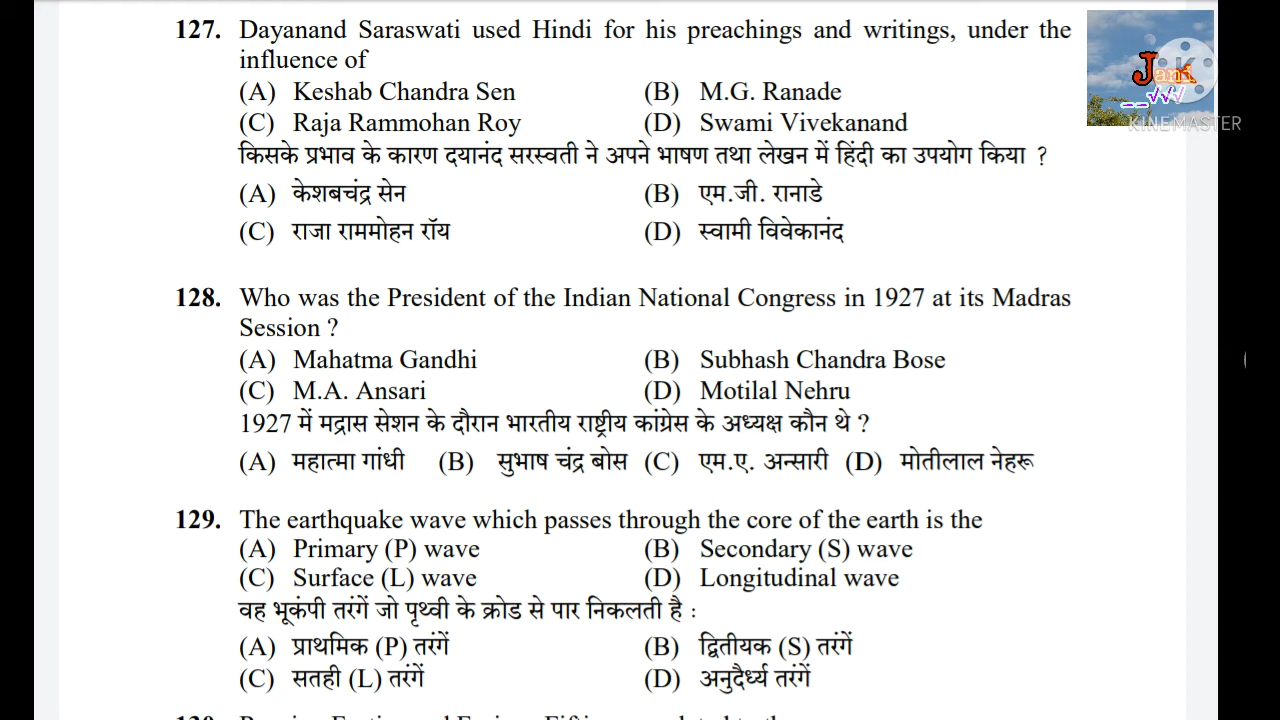 127. Dayanand Saraswati used Hindi for his preachings and writings, under the
influence of
(A) Keshab Chandra Sen (B) M.G. Ranade
(C) Raja Rammohan Roy (D) Swami Vivekanand
किसके प्रभाव के कारण दयानंद सरस्वती ने अपने भाषण तथा लेखन में हिंदी का उपयोग किया ?
(A) केशबचंद्र सेन (B) एम.जी. रानाडे
(C) राजा राममोहन रॉय (D) स्वामी विवेकानंद
128. Who was the President of the Indian National Congress in 1927 at its Madras
Session ?
(A) Mahatma Gandhi (B) Subhash Chandra Bose
(C) M.A. Ansari (D) Motilal Nehru
1927 में मद्रास सेशन के दौरान भारतीय राष्ट्रीय कांग्रेस के अध्यक्ष कौन थे ?
(A) महात्मा गांधी (B) सुभाष चंद्र बोस (C) एम.ए. अन्सारी (D) मोतीलाल नेहरू
129. The earthquake wave which passes through the core of the earth is the
(A) Primary (P) wave (B) Secondary (S) wave
(C) Surface (L) wave (D) Longitudinal wave
वह भूकंपी तरंगें जो पृथ्वी के क्रोड से पार निकलती है :
(A) प्राथमिक (P) तरंगें (B) द्वितीयक (S) तरंगें
(C) सतही (L) तरंगें (D) अनुदैर्ध्य तरंगें
KINEMASTER